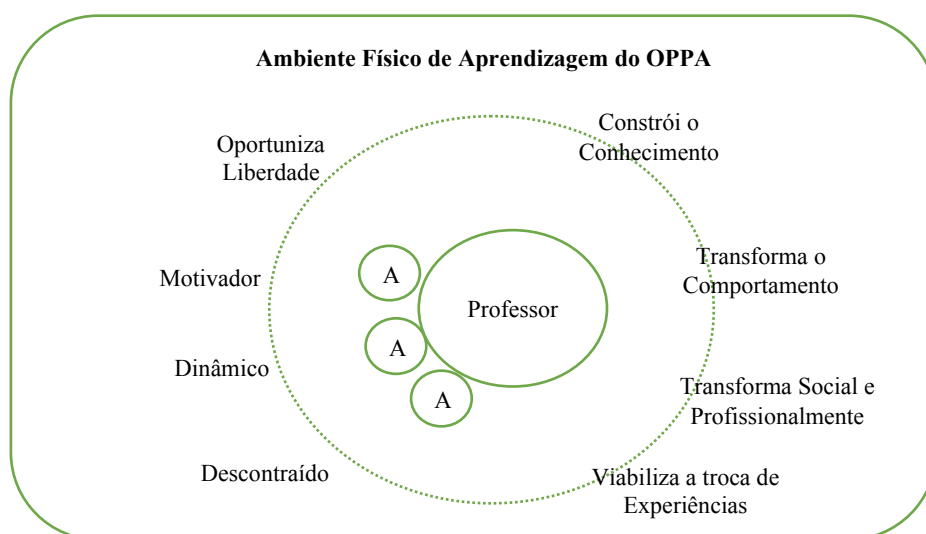 Ambiente Físico de Aprendizagem do OPPA
Oportuniza
Liberdade
Constrói o
Conhecimento
Motivador
A
Professor
Transforma o
Comportamento
Dinâmico
A
A
Transforma Social e
Profissionalmente
Descontraído
Viabiliza a troca de
Experiências